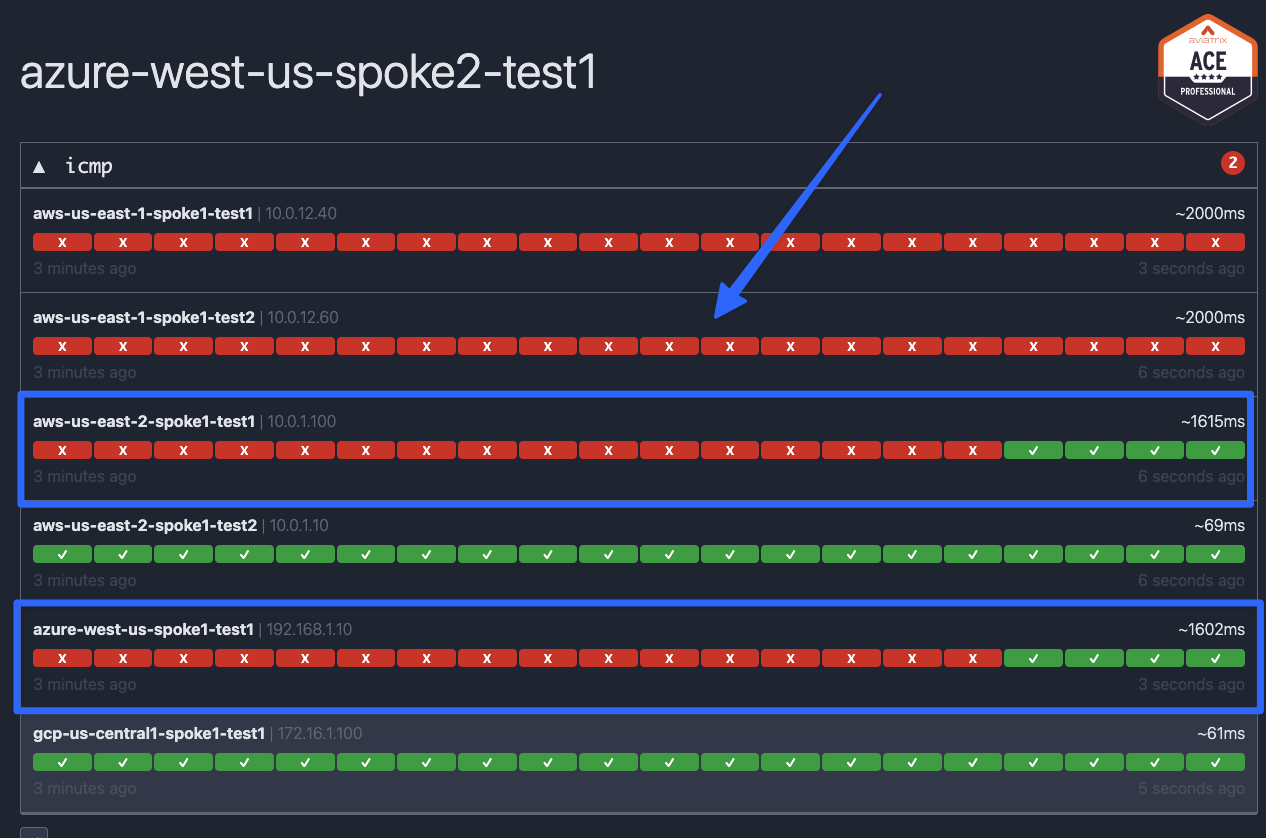 azure-west-us-spoke2-test1
aviatrix
ACE
PROFESSIONAL
▲ icmp 2
aws-us-east-1-spoke1-test1 | 10.0.12.40 ~2000ms
X X X X X X X X X X X X X X X X X X X X
3 minutes ago 3 seconds ago
aws-us-east-1-spoke1-test2 | 10.0.12.60 ~2000ms
X X X X X X X X X X X X X X X X X X X X
3 minutes ago 6 seconds ago
aws-us-east-2-spoke1-test1 | 10.0.1.100 ~1615ms
X X X X X X X X X X X X X X X X ✓ ✓ ✓ ✓
3 minutes ago 6 seconds ago
aws-us-east-2-spoke1-test2 | 10.0.1.10 ~69ms
✓ ✓ ✓ ✓ ✓ ✓ ✓ ✓ ✓ ✓ ✓ ✓ ✓ ✓ ✓ ✓ ✓ ✓ ✓ ✓
3 minutes ago 6 seconds ago
azure-west-us-spoke1-test1 | 192.168.1.10 ~1602ms
X X X X X X X X X X X X X X X X ✓ ✓ ✓ ✓
3 minutes ago 3 seconds ago
gcp-us-central1-spoke1-test1 | 172.16.1.100 ~61ms
✓ ✓ ✓ ✓ ✓ ✓ ✓ ✓ ✓ ✓ ✓ ✓ ✓ ✓ ✓ ✓ ✓ ✓ ✓ ✓
3 minutes ago 5 seconds ago